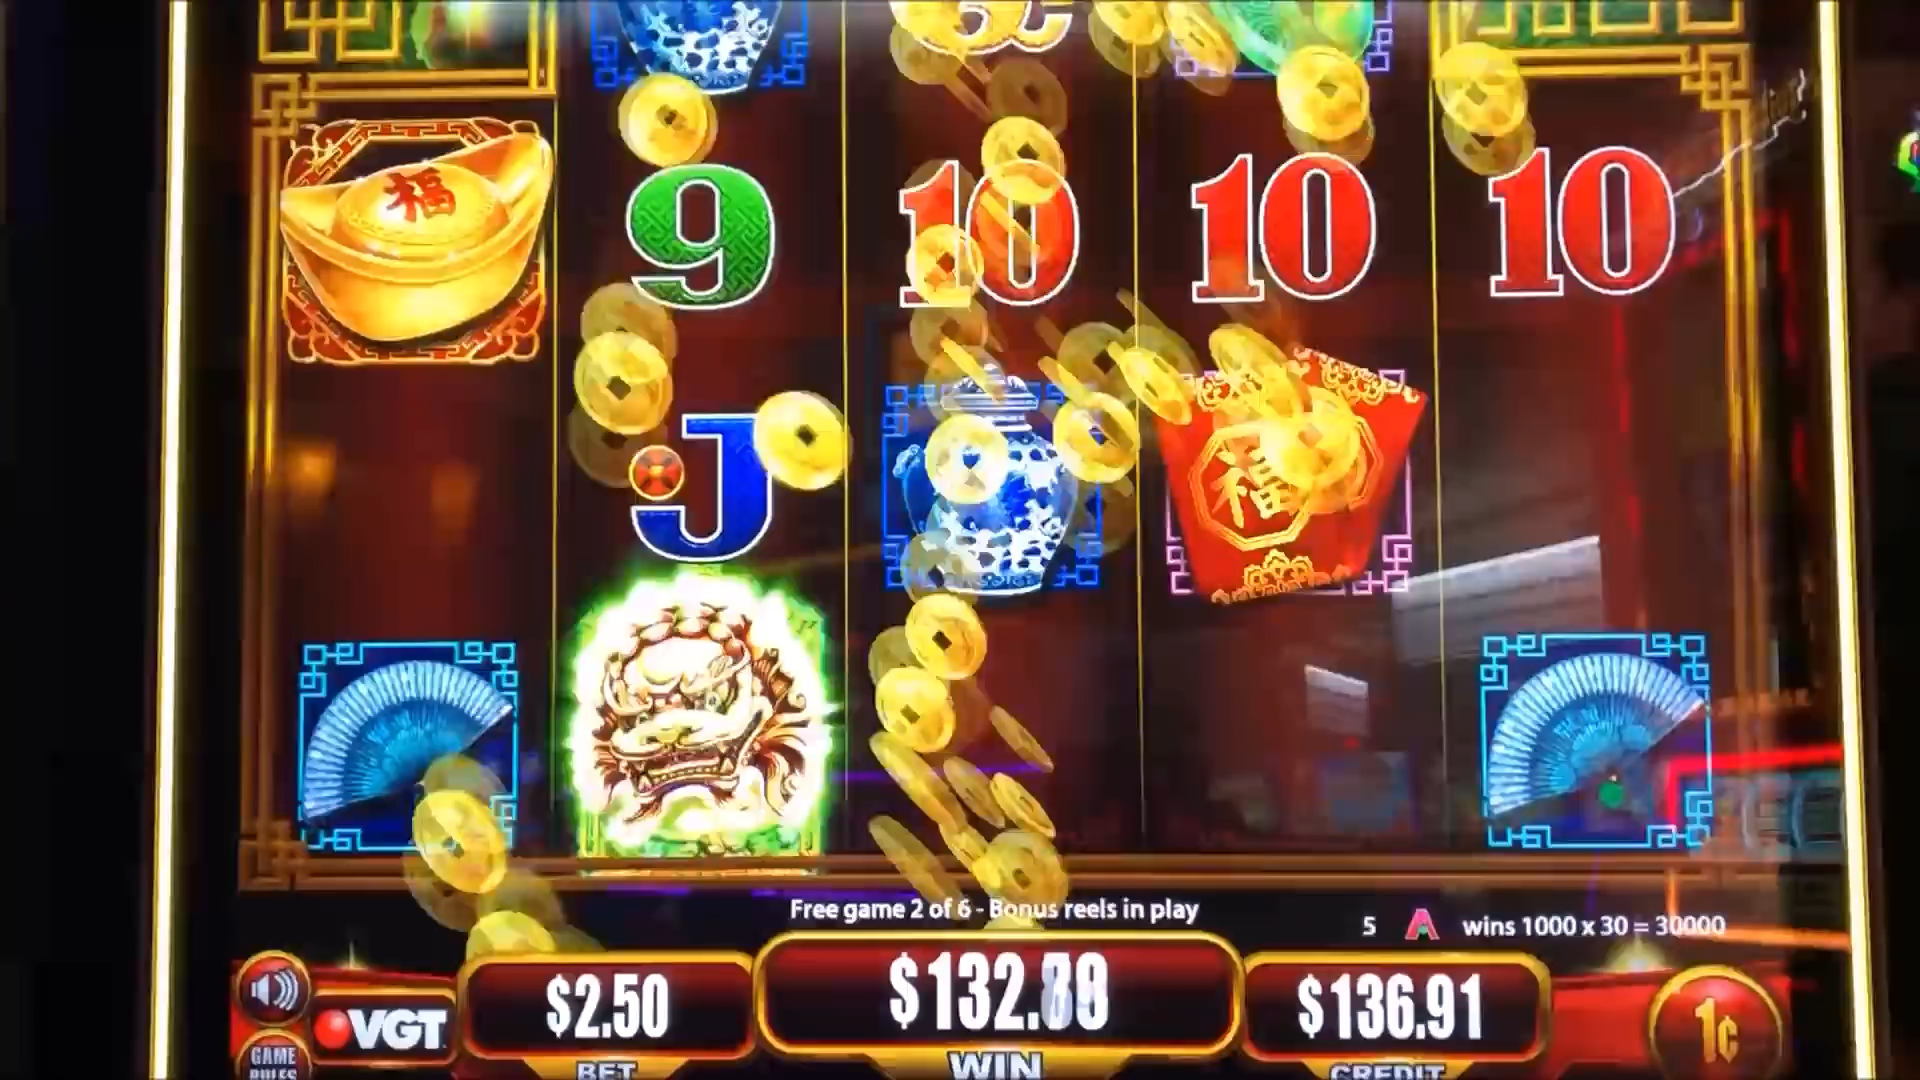 福
9 10 10 10
J 福
Free game 2 of 6 - Bonus reels in play
5 A wins 1000 x 30 = 30000
VGT $2.50 $132. $136.91 1¢
GAME RULES BET WIN CREDIT